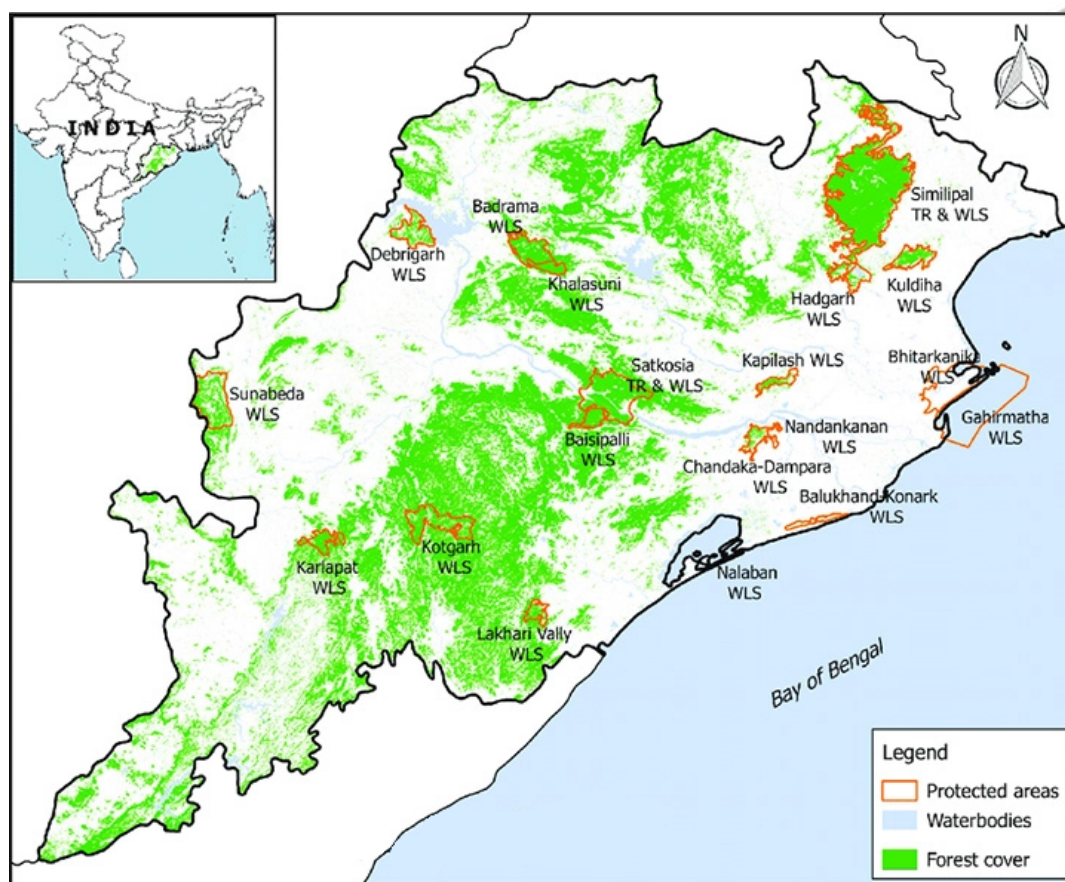 INDIA
N
Similipal
TR & WLS
Badrama
WLS
Debrigarh
WLS
Khalasuni
WLS
Hadgarh
WLS
Kuldiha
WLS
Satkosia
TR & WLS
Kapilash WLS
Bhitarkanika
WLS
Sunabeda
WLS
Gahirmatha
WLS
Baisipalli
WLS
Nandankanan
WLS
Chandaka-Dampara
WLS
Balukhand-Konark
WLS
Karlapat
WLS
Kotgarh
WLS
Nalaban
WLS
Lakhari Vally
WLS
Bay of Bengal
Legend
Protected areas
Waterbodies
Forest cover